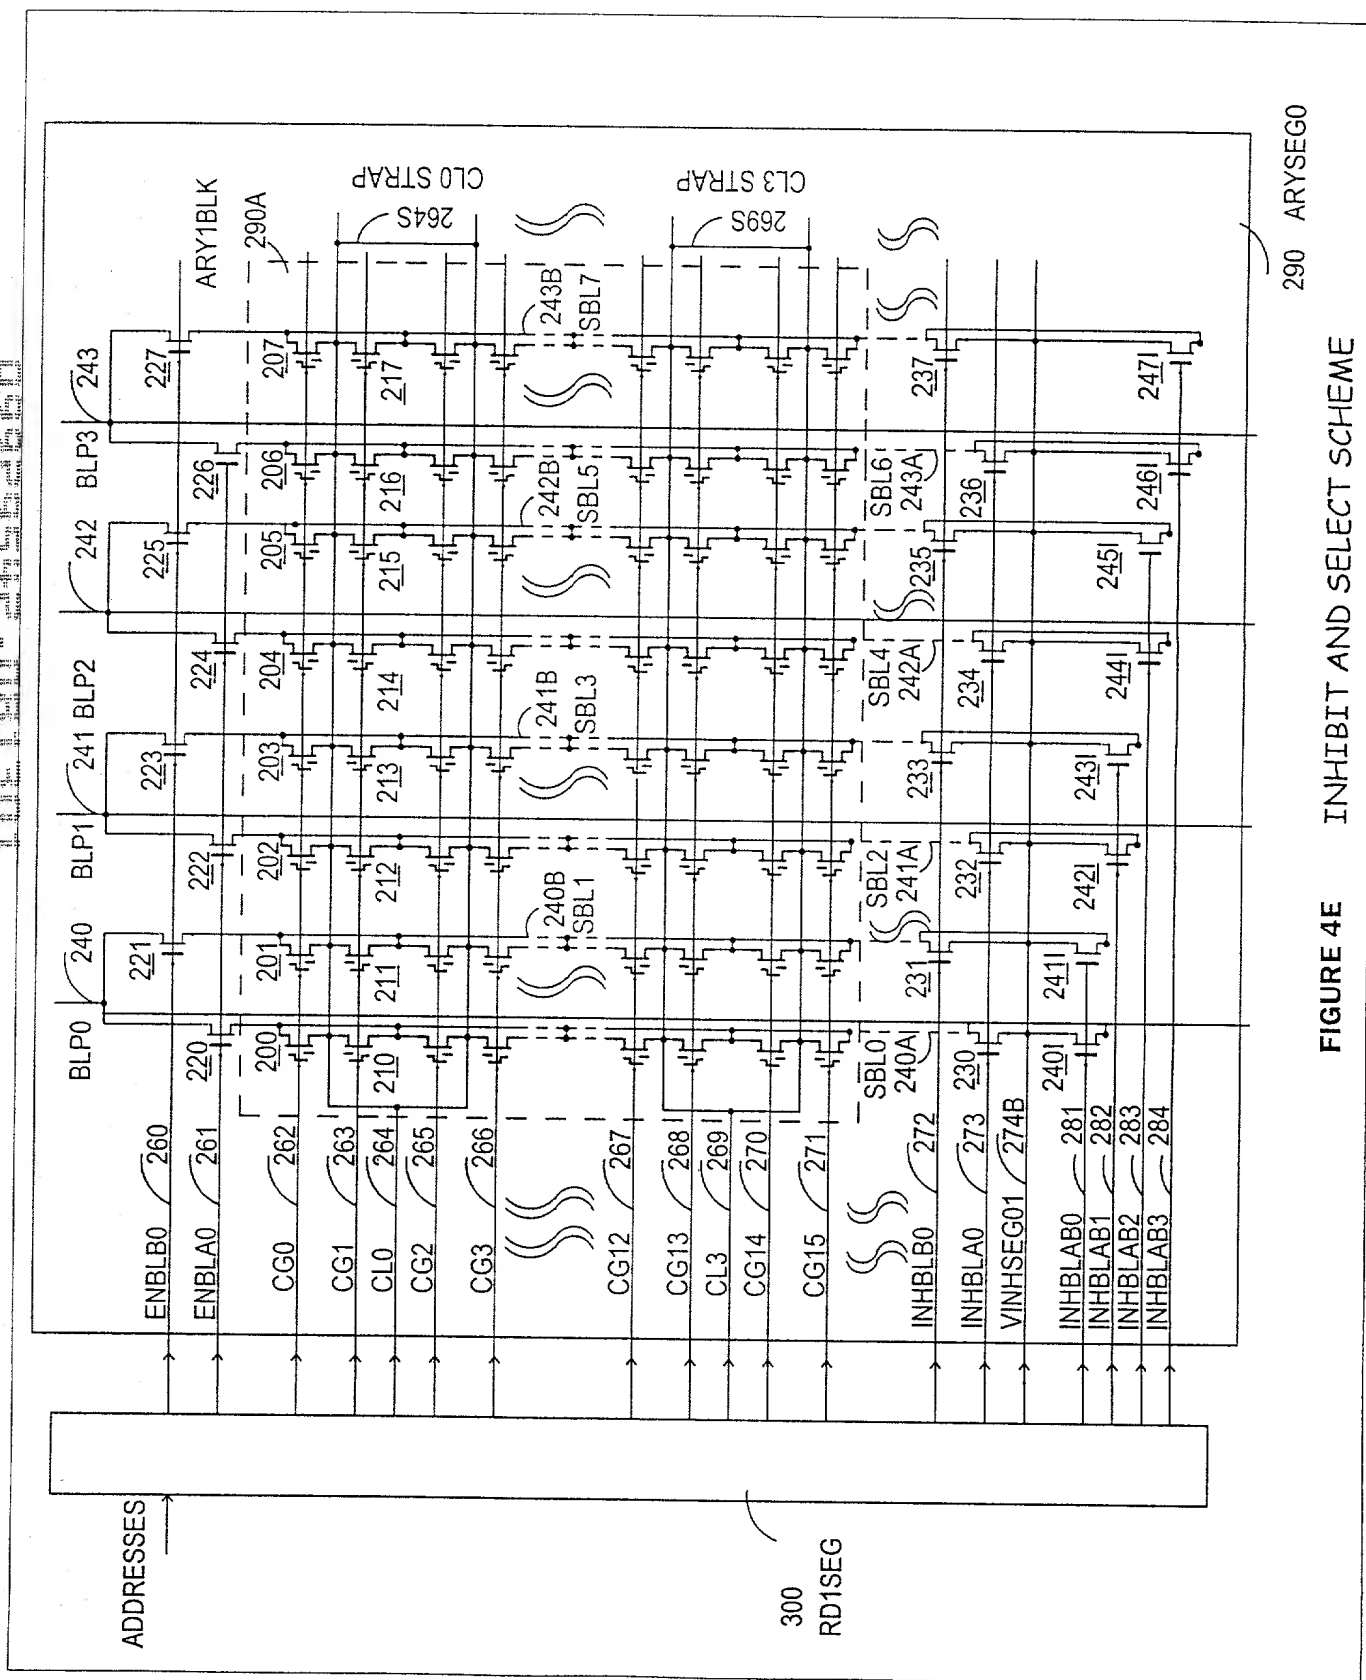 ADDRESSES
300
RD1SEG
ENBLB0 260
ENBLA0 261
CG0 262
CG1 263
CL0 264
CG2 265
CG3 266
CG12 267
CG13 268
CL3 269
CG14 270
CG15 271
INHBLB0 272
INHBLA0 273
VINHSEG01 274B
INHBLAB0 281
INHBLAB1 282
INHBLAB2 283
INHBLAB3 284
BLP0 240
BLP1 241
BLP2 242
BLP3 243
220 221 222 223 224 225 226 227
ARY1BLK
290A
200 201 202 203 204 205 206 207
210 211 212 213 214 215 216 217
CL0 STRAP
264S
CL3 STRAP
269S
240B
SBL1
241B
SBL3
242B
SBL5
243B
SBL7
SBL0
240A
SBL2
241A
SBL4
242A
SBL6
243A
230 231 232 233 234 235 236 237
240I 241I 242I 243I 244I 245I 246I 247I
290 ARYSEG0
FIGURE 4E INHIBIT AND SELECT SCHEME